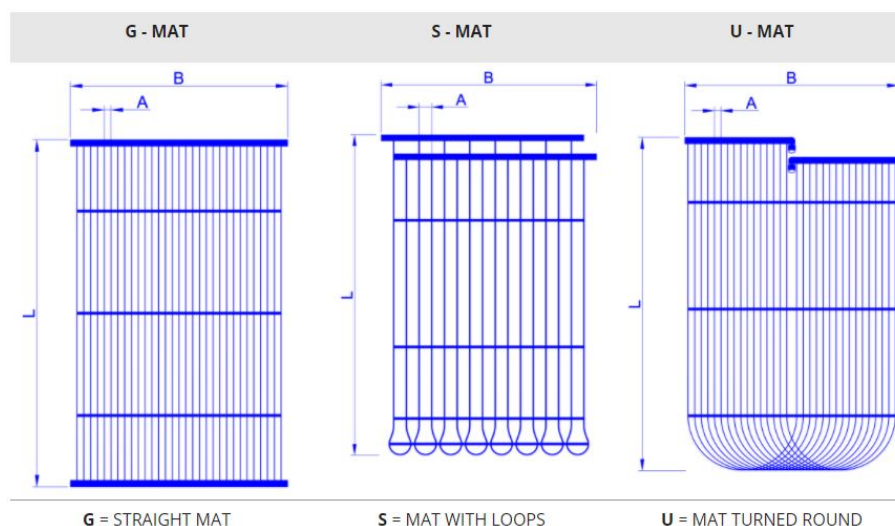 G - MAT S - MAT U - MAT
B B B
A A A
L L L
G = STRAIGHT MAT S = MAT WITH LOOPS U = MAT TURNED ROUND